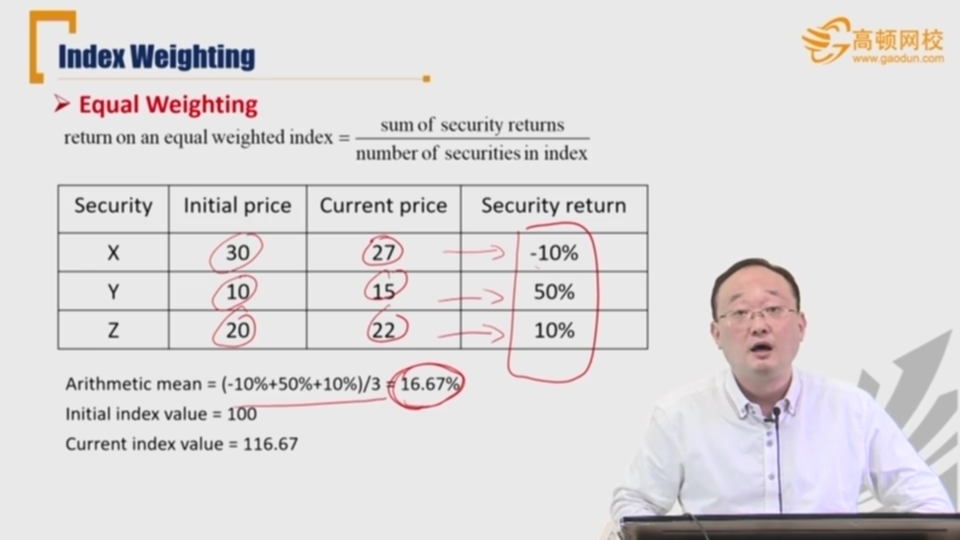 Index Weighting
高顿网校
www.gaodun.com
➢ Equal Weighting
return on an equal weighted index = sum of security returns / number of securities in index
Security Initial price Current price Security return
X 30 27 -10%
Y 10 15 50%
Z 20 22 10%
Arithmetic mean = (-10%+50%+10%)/3 = 16.67%
Initial index value = 100
Current index value = 116.67